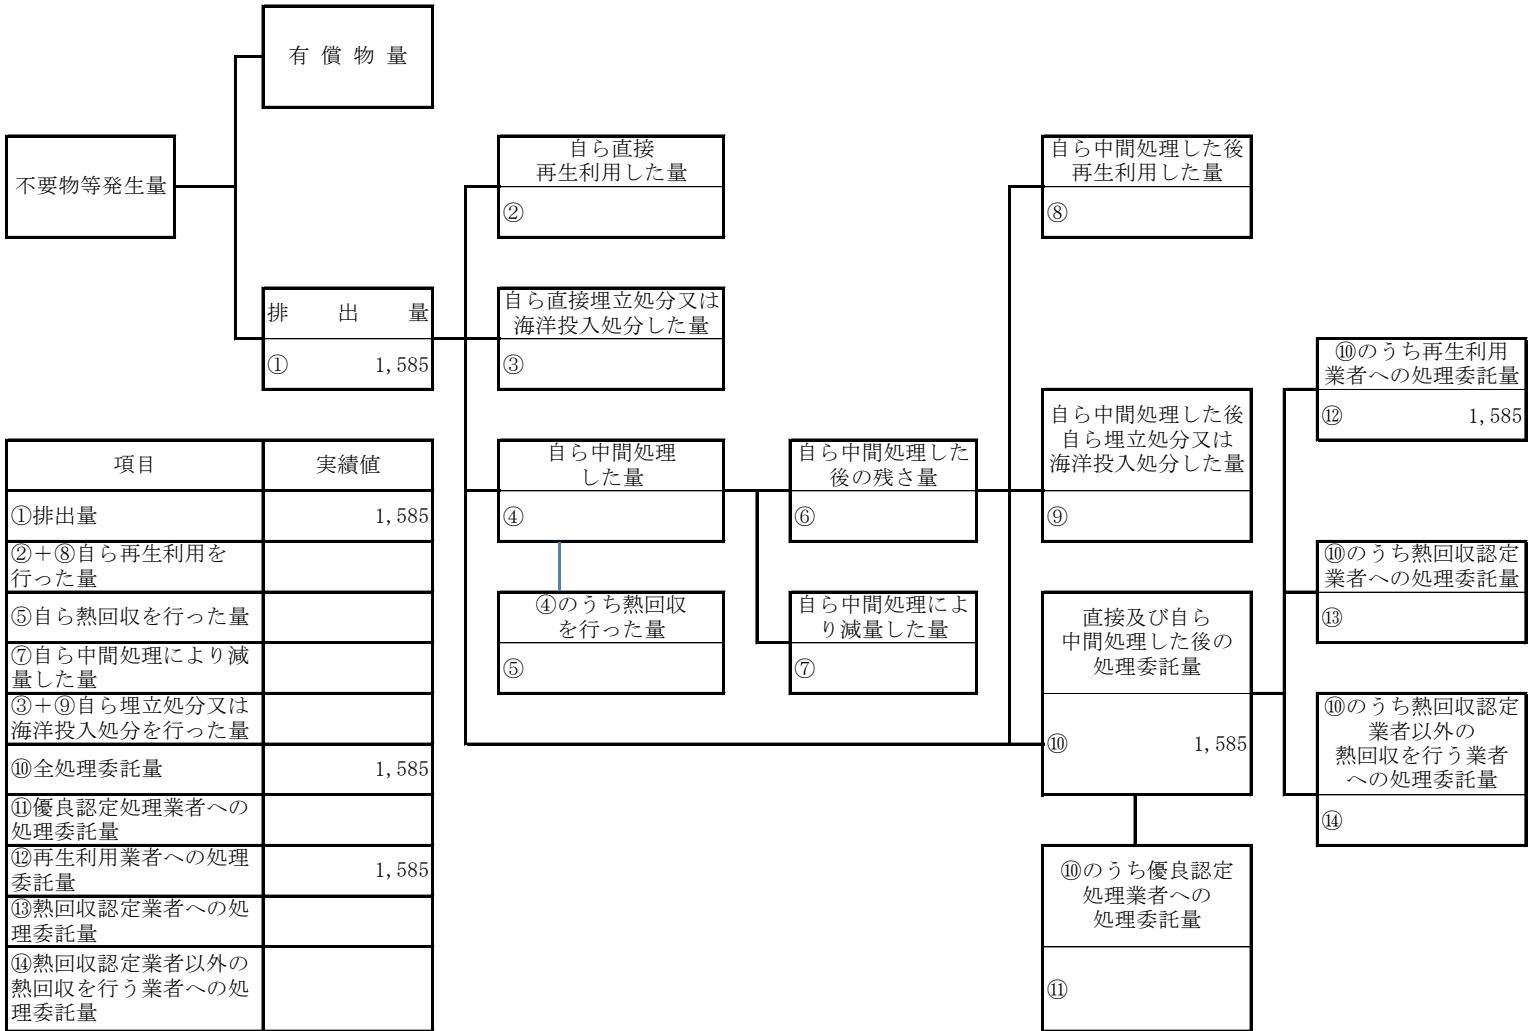 有 償 物 量
不要物等発生量
自ら直接
再生利用した量
②
自ら中間処理した後
再生利用した量
⑧
排 出 量
① 1,585
自ら直接埋立処分又は
海洋投入処分した量
③
⑩のうち再生利用
業者への処理委託量
⑫ 1,585
自ら中間処理した後
自ら埋立処分又は
海洋投入処分した量
⑨
自ら中間処理
した量
④
自ら中間処理した
後の残さ量
⑥
④のうち熱回収
を行った量
⑤
自ら中間処理によ
り減量した量
⑦
⑩のうち熱回収認定
業者への処理委託量
⑬
直接及び自ら
中間処理した後の
処理委託量
⑩ 1,585
⑩のうち熱回収認定
業者以外の
熱回収を行う業者
への処理委託量
⑭
⑩のうち優良認定
処理業者への
処理委託量
⑪
項目 実績値
①排出量 1,585
②＋⑧自ら再生利用を
行った量
⑤自ら熱回収を行った量
⑦自ら中間処理により減
量した量
③＋⑨自ら埋立処分又は
海洋投入処分を行った量
⑩全処理委託量 1,585
⑪優良認定処理業者への
処理委託量
⑫再生利用業者への処理
委託量 1,585
⑬熱回収認定業者への処
理委託量
⑭熱回収認定業者以外の
熱回収を行う業者への処
理委託量